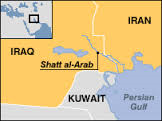 IRAN
IRAQ
Shatt al-Arab
KUWAIT
Persian
Gulf